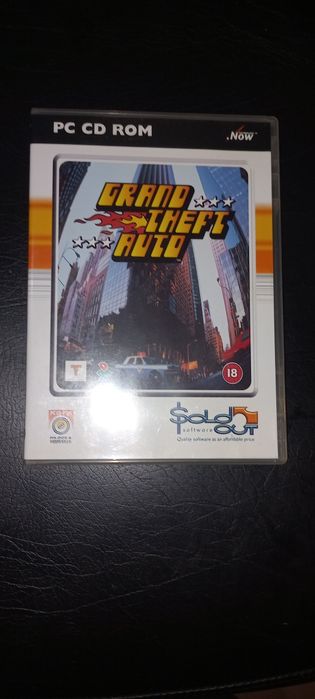 PC CD ROM
.Now
GRAND
THEFT
AUTO
T
18
Sold
software OUT
Quality software at an affordable price